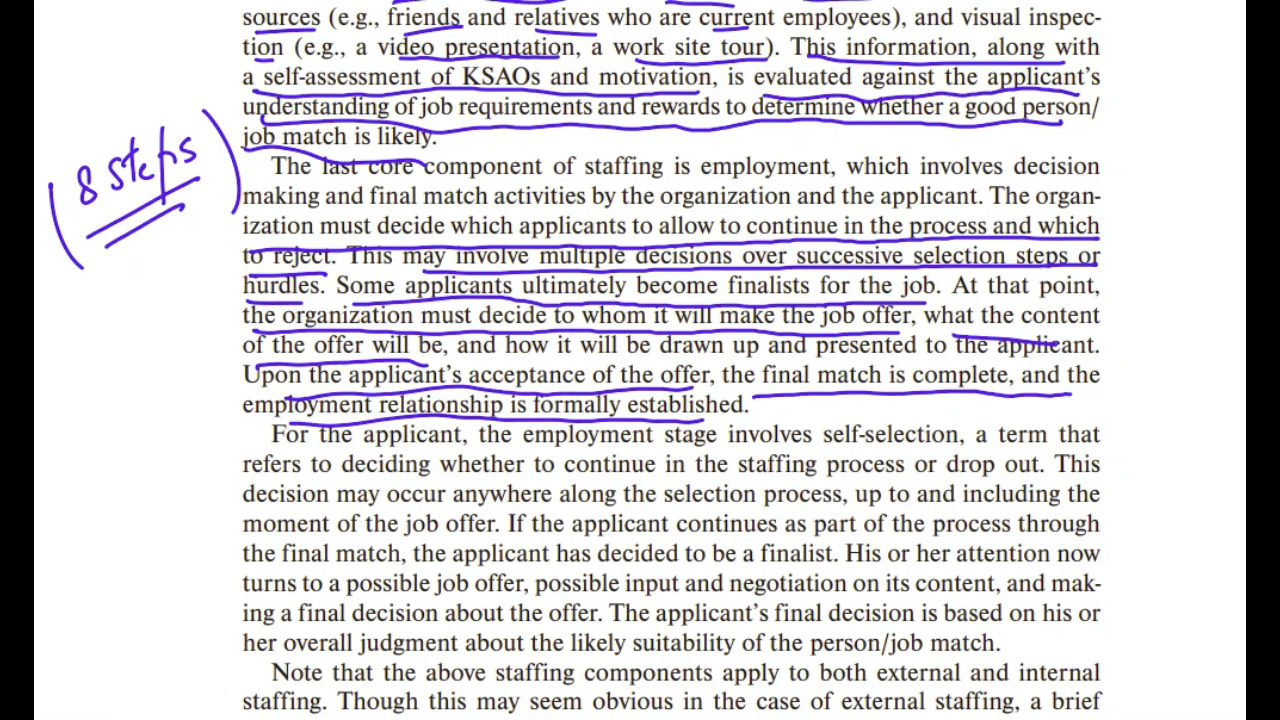 sources (e.g., friends and relatives who are current employees), and visual inspec-
tion (e.g., a video presentation, a work site tour). This information, along with
a self-assessment of KSAOs and motivation, is evaluated against the applicant's
understanding of job requirements and rewards to determine whether a good person/
job match is likely.
(8 steps)
The last core component of staffing is employment, which involves decision
making and final match activities by the organization and the applicant. The organ-
ization must decide which applicants to allow to continue in the process and which
to reject. This may involve multiple decisions over successive selection steps or
hurdles. Some applicants ultimately become finalists for the job. At that point,
the organization must decide to whom it will make the job offer, what the content
of the offer will be, and how it will be drawn up and presented to the applicant.
Upon the applicant's acceptance of the offer, the final match is complete, and the
employment relationship is formally established.
For the applicant, the employment stage involves self-selection, a term that
refers to deciding whether to continue in the staffing process or drop out. This
decision may occur anywhere along the selection process, up to and including the
moment of the job offer. If the applicant continues as part of the process through
the final match, the applicant has decided to be a finalist. His or her attention now
turns to a possible job offer, possible input and negotiation on its content, and mak-
ing a final decision about the offer. The applicant's final decision is based on his or
her overall judgment about the likely suitability of the person/job match.
Note that the above staffing components apply to both external and internal
staffing. Though this may seem obvious in the case of external staffing, a brief